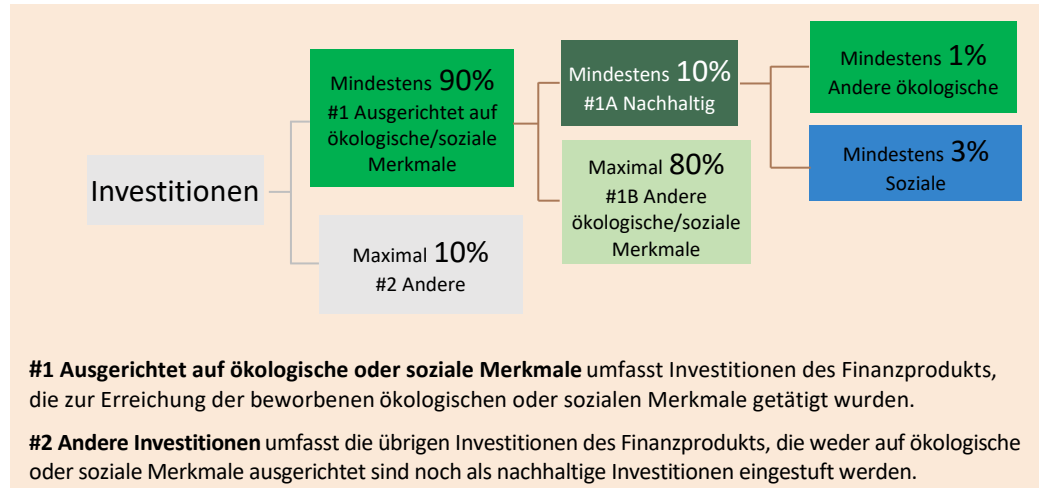 Investitionen
Mindestens 90%
#1 Ausgerichtet auf
ökologische/soziale
Merkmale
Maximal 10%
#2 Andere
Mindestens 10%
#1A Nachhaltig
Maximal 80%
#1B Andere
ökologische/soziale
Merkmale
Mindestens 1%
Andere ökologische
Mindestens 3%
Soziale
#1 Ausgerichtet auf ökologische oder soziale Merkmale umfasst Investitionen des Finanzprodukts,
die zur Erreichung der beworbenen ökologischen oder sozialen Merkmale getätigt wurden.
#2 Andere Investitionen umfasst die übrigen Investitionen des Finanzprodukts, die weder auf ökologische
oder soziale Merkmale ausgerichtet sind noch als nachhaltige Investitionen eingestuft werden.